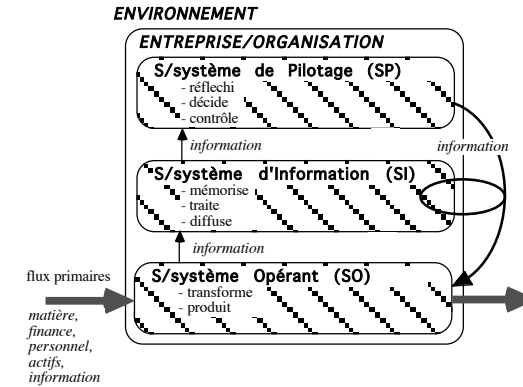 ENVIRONNEMENT
ENTREPRISE/ORGANISATION
S/système de Pilotage (SP)
- réflechi
- décide
- contrôle
information
information
S/système d'Information (SI)
- mémorise
- traite
- diffuse
information
S/système Opérant (SO)
- transforme
- produit
flux primaires
matière,
finance,
personnel,
actifs,
information